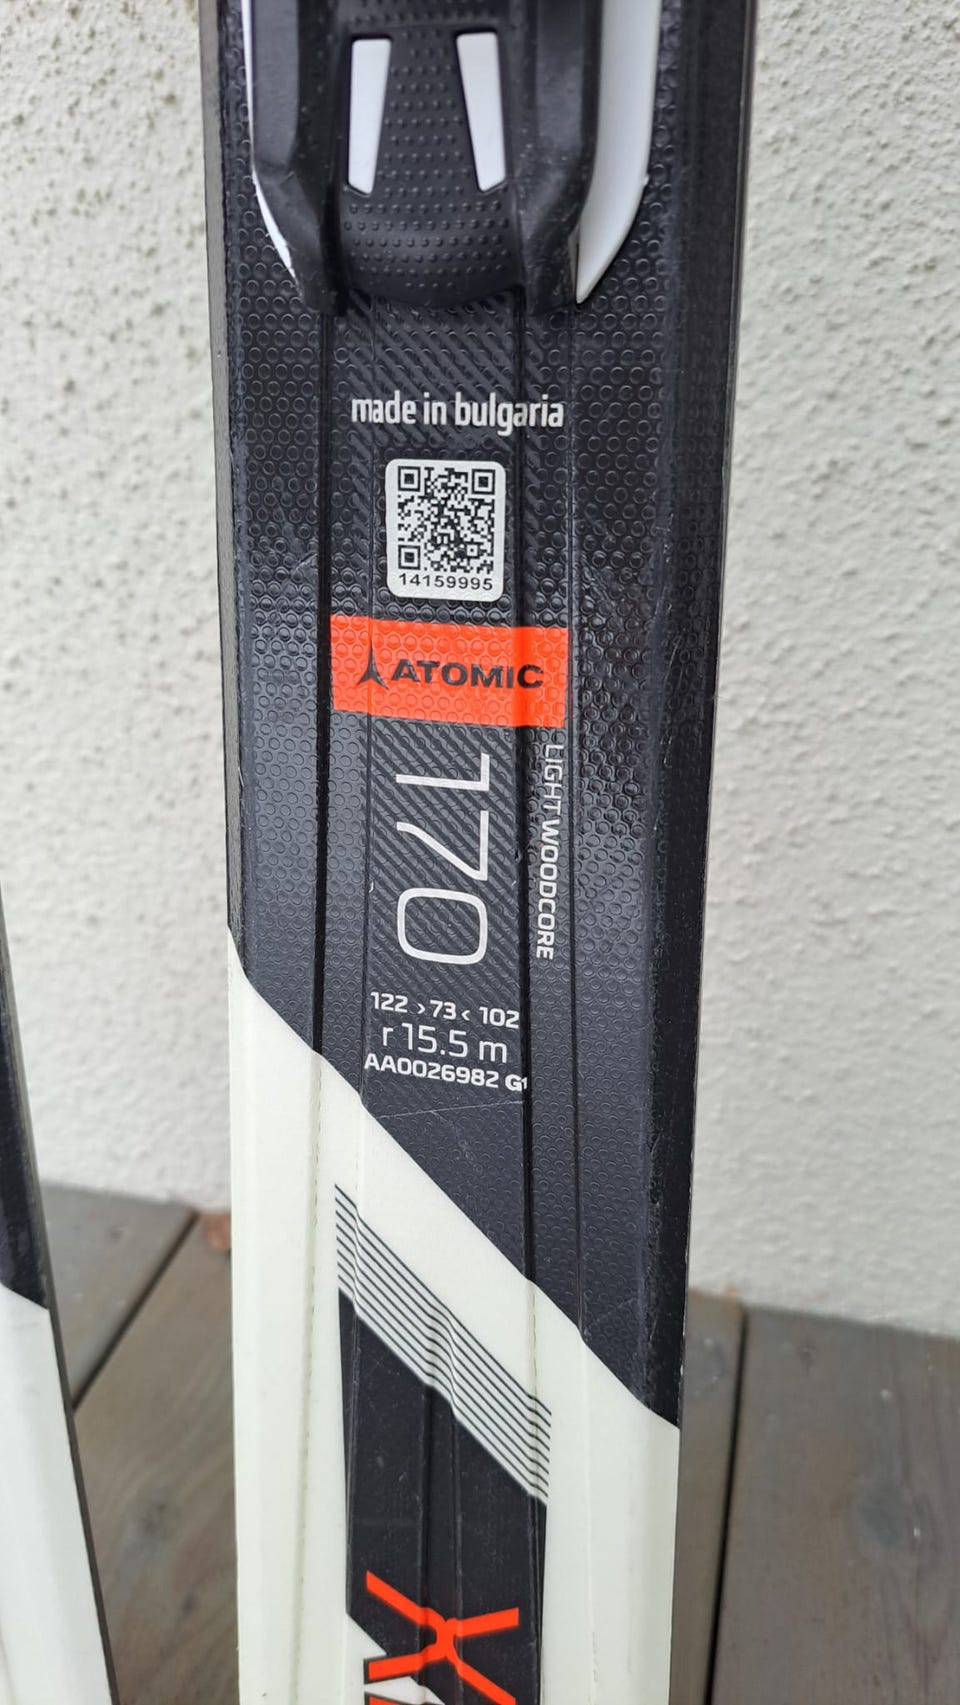 made in bulgaria
14159995
ATOMIC
170
LIGHT WOODCORE
122 › 73 ‹ 102
r 15.5 m
AA0026982 G1